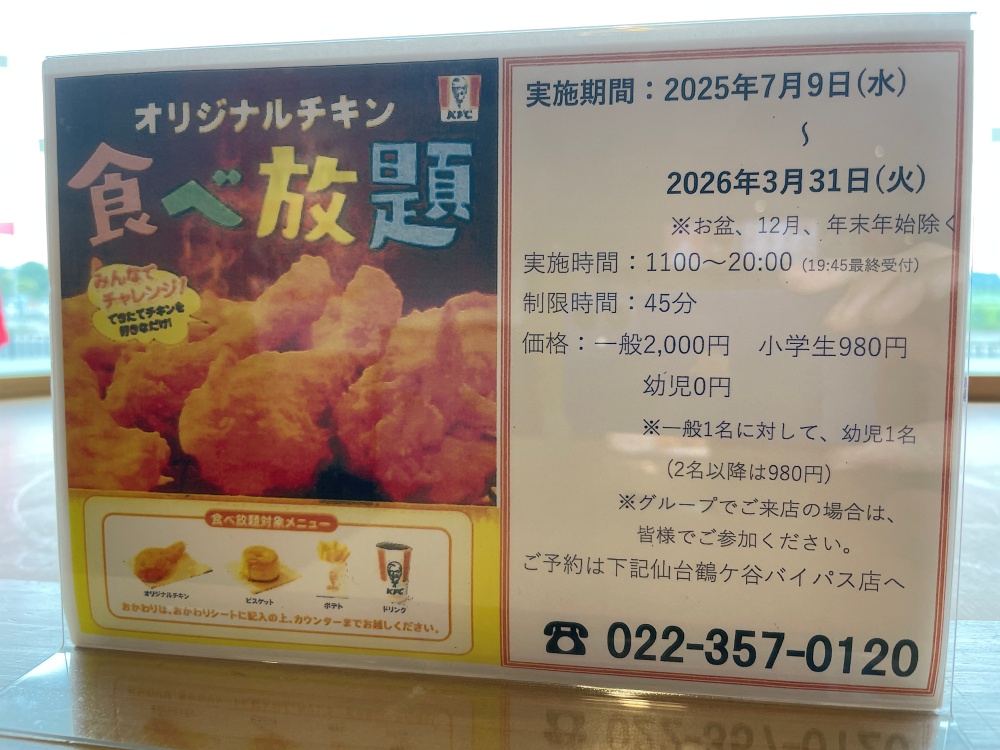 オリジナルチキン
KFC
食べ放題
みんなで
チャレンジ!
できたてチキンを
好きなだけ!
食べ放題対象メニュー
KFC
オリジナルチキン
ビスケット
ポテト
ドリンク
おかわりは、おかわりシートに記入の上、カウンターまでお越しください。
実施期間:2025年7月9日(水)
~
2026年3月31日(火)
※お盆、12月、年末年始除く
実施時間:1100~20:00 (19:45最終受付)
制限時間:45分
価格:一般2,000円 小学生980円
幼児0円
※一般1名に対して、幼児1名
(2名以降は980円)
※グループでご来店の場合は、
皆様でご参加ください。
ご予約は下記仙台鶴ケ谷バイパス店へ
☎ 022-357-0120